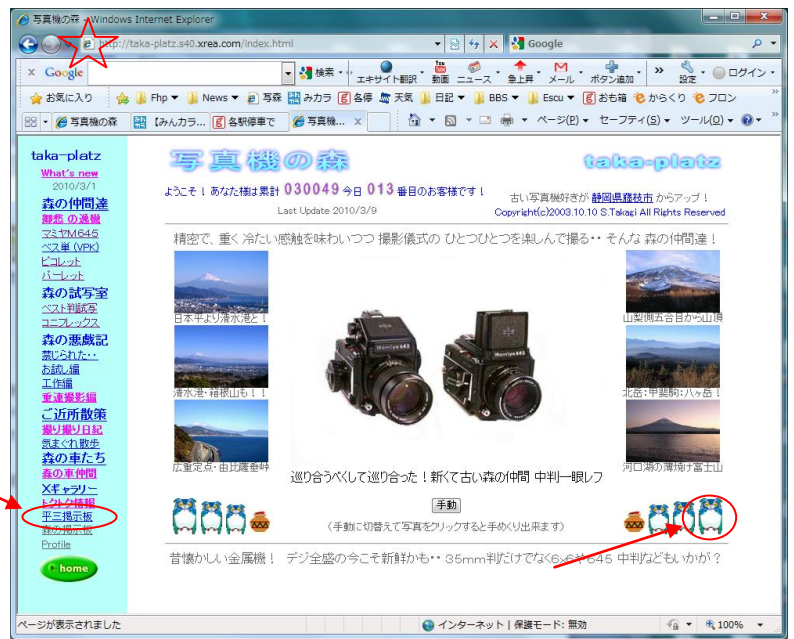 写真機の森 - Windows Internet Explorer
http://taka-platz.s40.xrea.com/index.html
Google
× Google
検索
エキサイト翻訳
動画
ニュース
急上昇
メール
ボタン追加
»
設定
ログイン
お気に入り
Fhp
News
写森
みカラ
各停
天気
日記
BBS
Escu
おち箱
からくり
フロン
写真機の森
【みんカラ...
各駅停車で
写真機... ×
ページ(P)
セーフティ(S)
ツール(O)
taka-platz
What's new
2010/3/1
森の仲間達
郷愁 の逸機
マミヤM645
ベス単 (VPK)
ピコレット
パーレット
森の試写室
ベスト判試写
コニフレックス
森の悪戯記
禁じられた・・
お試し編
工作編
重連撮影編
ご近所散策
撮り撮り日記
気まぐれ散歩
森の車たち
森の車仲間
Xギャラリー
トクトク情報
平三掲示板
森の掲示板
Profile
home
写真機の森
taka-platz
ようこそ！あなた様は累計 030049 今日 013 番目のお客様です！
Last Update 2010/3/9
古い写真機好きが 静岡県藤枝市 からアップ！
Copyright(c)2003.10.10 S.Takagi All Rights Reserved
精密で、重く 冷たい感触を味わいつつ 撮影儀式の ひとつひとつを楽しんで撮る・・ そんな 森の仲間達！
日本平より清水港と！
清水港・箱根山も！！
広重定点・由比薩垂峠
Mamiya 645
山梨側五合目から山頂
北岳：甲斐駒：八ヶ岳！
河口湖の薄焼け富士山
巡り合うべくして巡り合った！新くて古い森の仲間 中判一眼レフ
手動
（手動に切替えて写真をクリックすると手めくり出来ます）
昔懐かしい金属機！ デジ全盛の今こそ新鮮かも・・ 35mm判だけでなく6x6や645 中判などもいかが？
ページが表示されました
インターネット | 保護モード: 無効
100%